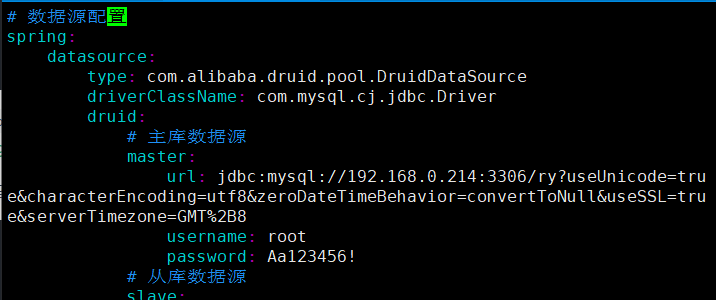 # 数据源配置
spring:
    datasource:
        type: com.alibaba.druid.pool.DruidDataSource
        driverClassName: com.mysql.cj.jdbc.Driver
        druid:
            # 主库数据源
            master:
                url: jdbc:mysql://192.168.0.214:3306/ry?useUnicode=tru
e&characterEncoding=utf8&zeroDateTimeBehavior=convertToNull&useSSL=tru
e&serverTimezone=GMT%2B8
                username: root
                password: Aa123456!
            # 从库数据源
            slave: